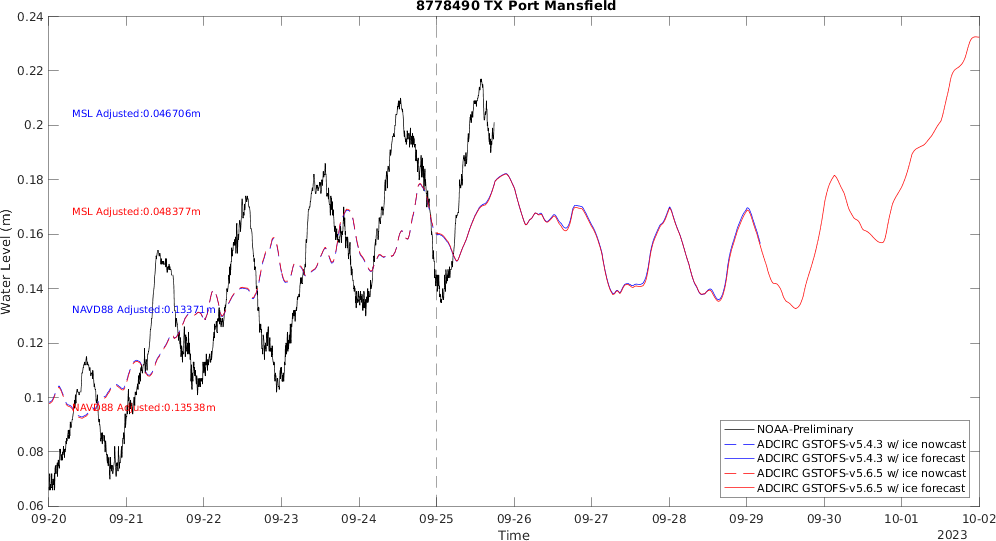 8778490 TX Port Mansfield
0.24
0.22
0.2
0.18
0.16
0.14
0.12
0.1
0.08
0.06
Water Level (m)
MSL Adjusted:0.046706m
MSL Adjusted:0.048377m
NAVD88 Adjusted:0.13371m
NAVD88 Adjusted:0.13538m
NOAA-Preliminary
ADCIRC GSTOFS-v5.4.3 w/ ice nowcast
ADCIRC GSTOFS-v5.4.3 w/ ice forecast
ADCIRC GSTOFS-v5.6.5 w/ ice nowcast
ADCIRC GSTOFS-v5.6.5 w/ ice forecast
09-20 09-21 09-22 09-23 09-24 09-25 09-26 09-27 09-28 09-29 09-30 10-01 10-02
Time
2023